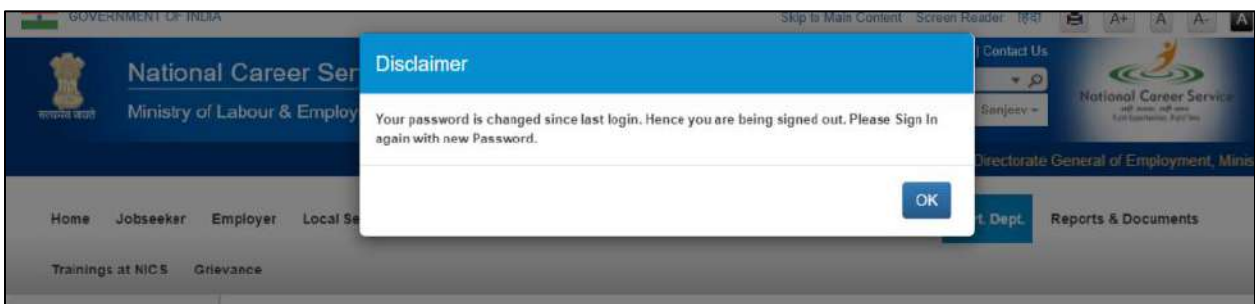 GOVERNMENT OF INDIA
Skip to Main Content Screen Reader हिंदी A+ A A- A
National Career Ser
Ministry of Labour & Employ
सत्यमेव जयते
Disclaimer
Your password is changed since last login. Hence you are being signed out. Please Sign In
again with new Password.
OK
| Contact Us
Sanjeev
National Career Service
Directorate General of Employment, Minis
Home Jobseeker Employer Local Se
t. Dept. Reports & Documents
Trainings at NICS Grievance